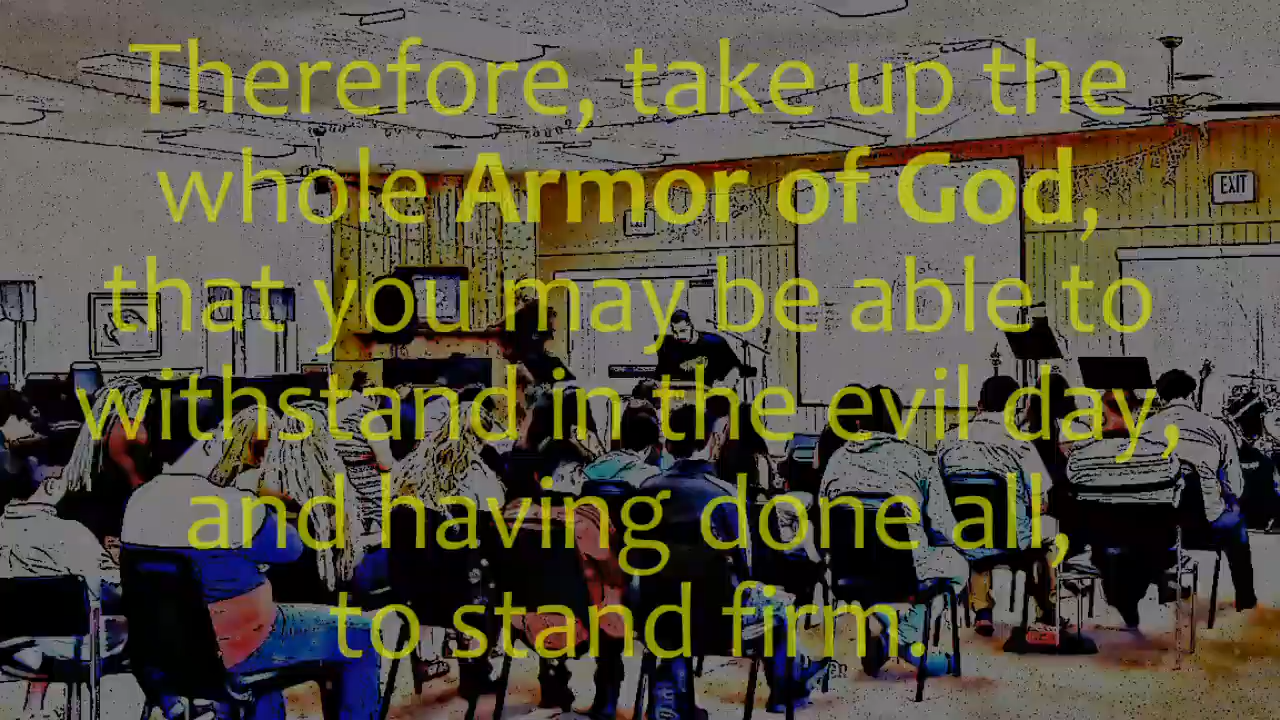 Therefore, take up the
whole Armor of God,
that you may be able to
withstand in the evil day,
and having done all,
to stand firm.
EXIT